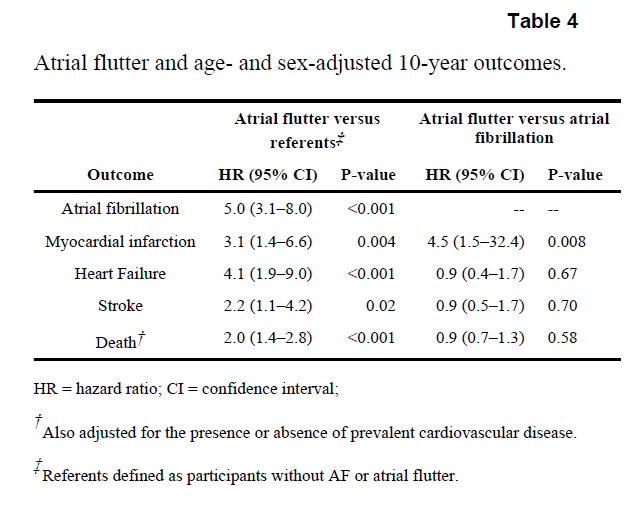 Table 4
Atrial flutter and age- and sex-adjusted 10-year outcomes.
Atrial flutter versus referents‡ Atrial flutter versus atrial fibrillation
Outcome HR (95% CI) P-value HR (95% CI) P-value
Atrial fibrillation 5.0 (3.1–8.0) <0.001 -- --
Myocardial infarction 3.1 (1.4–6.6) 0.004 4.5 (1.5–32.4) 0.008
Heart Failure 4.1 (1.9–9.0) <0.001 0.9 (0.4–1.7) 0.67
Stroke 2.2 (1.1–4.2) 0.02 0.9 (0.5–1.7) 0.70
Death† 2.0 (1.4–2.8) <0.001 0.9 (0.7–1.3) 0.58
HR = hazard ratio; CI = confidence interval;
†Also adjusted for the presence or absence of prevalent cardiovascular disease.
‡Referents defined as participants without AF or atrial flutter.